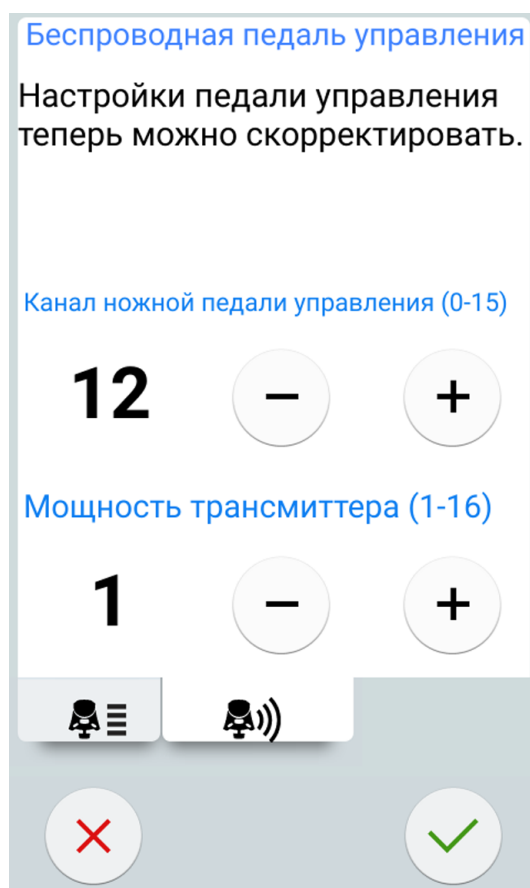 Беспроводная педаль управления
Настройки педали управления
теперь можно скорректировать.
Канал ножной педали управления (0-15)
12 − +
Мощность трансмиттера (1-16)
1 − +